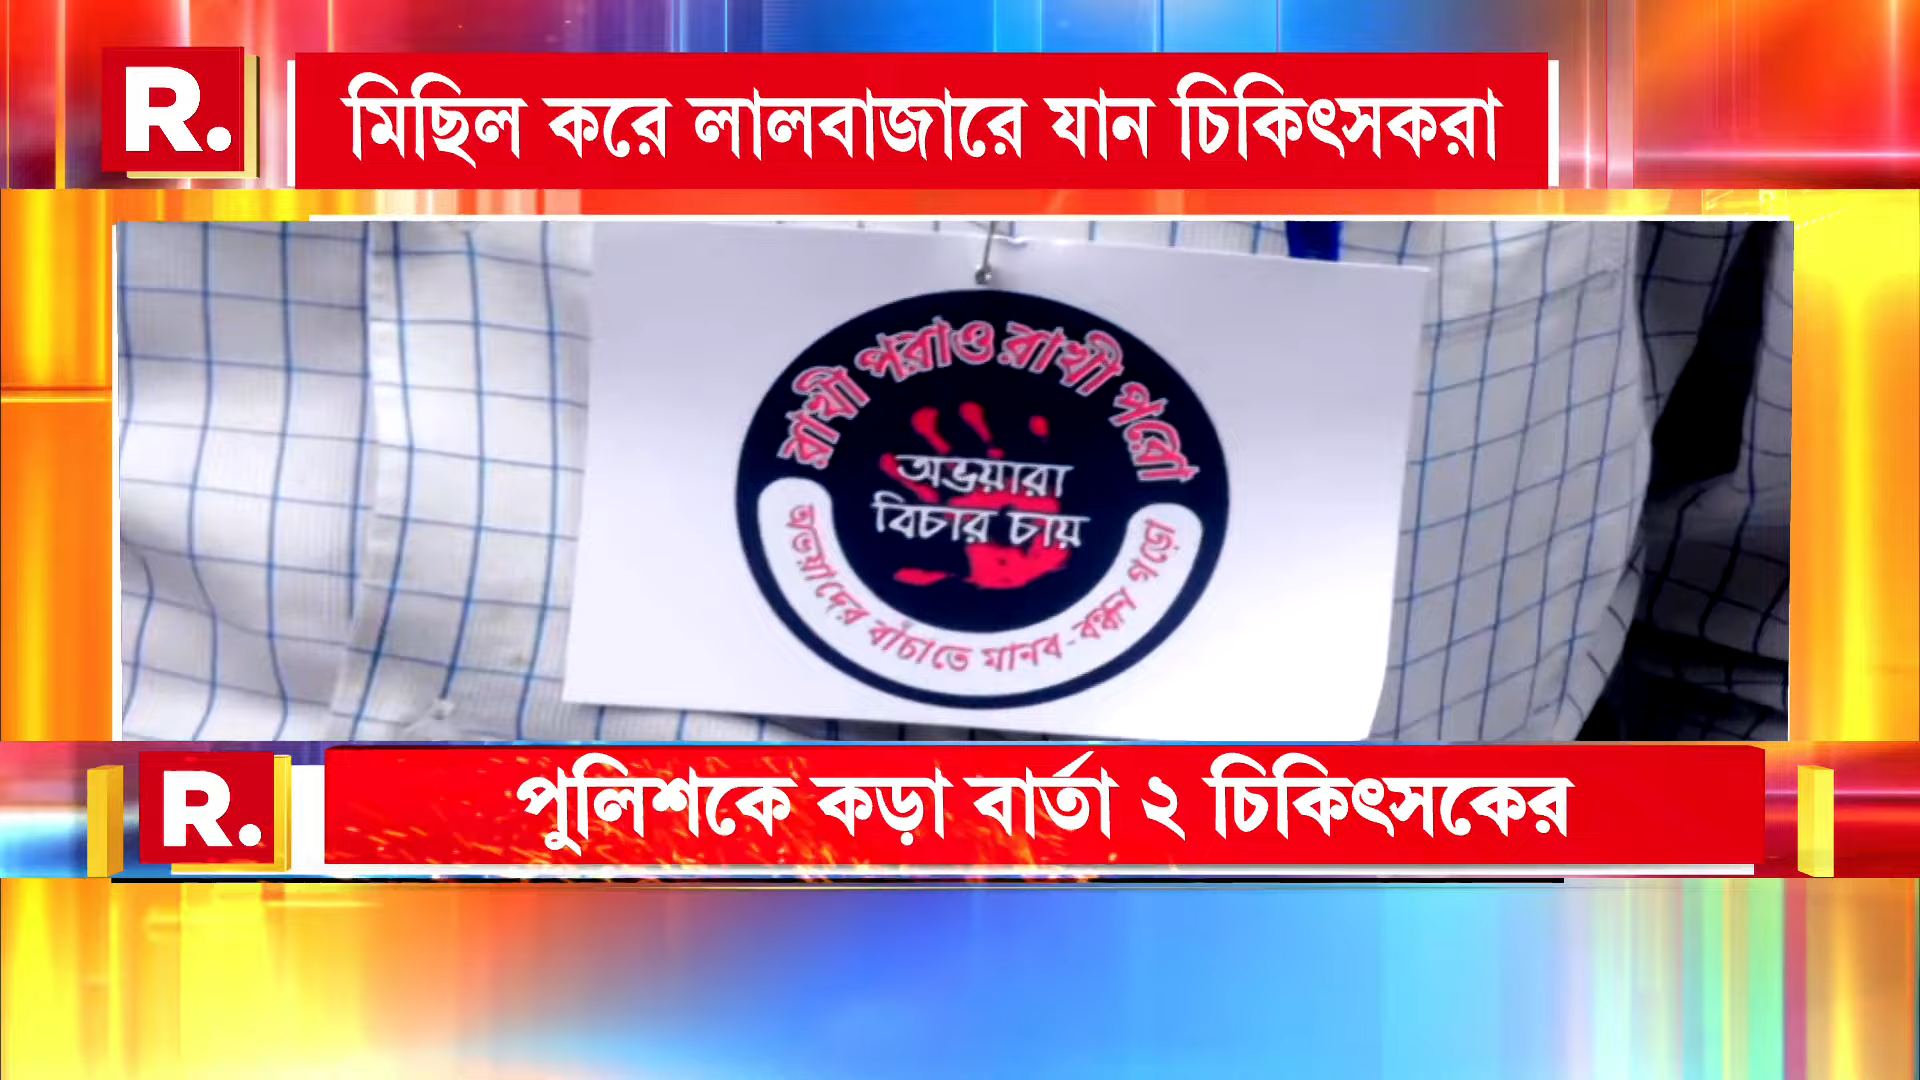 R.
মিছিল করে লালবাজারে যান চিকিৎসকরা
রাখী পরাও রাখী পরো
অভয়ারা
বিচার চায়
অভয়াদের বাঁচাতে মানব-বন্ধন গড়ো
R.
পুলিশকে কড়া বার্তা ২ চিকিৎসকের